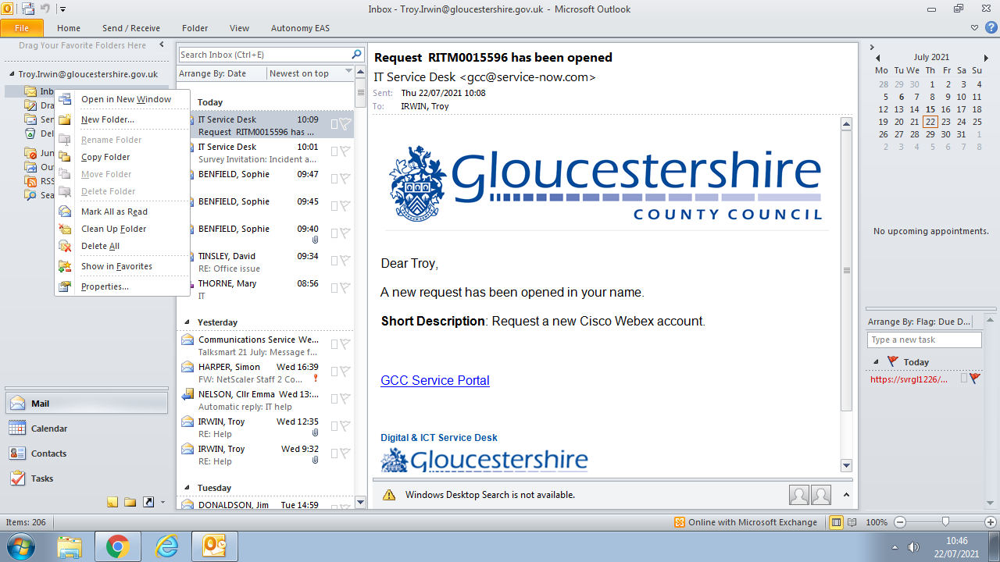 Inbox - Troy.Irwin@gloucestershire.gov.uk - Microsoft Outlook
File Home Send / Receive Folder View Autonomy EAS
Drag Your Favorite Folders Here
Troy.Irwin@gloucestershire.gov.uk
Inb
Dra
Sen
Del
Jun
Out
RSS
Sea
Open in New Window
New Folder...
Rename Folder
Copy Folder
Move Folder
Delete Folder
Mark All as Read
Clean Up Folder
Delete All
Show in Favorites
Properties...
Mail
Calendar
Contacts
Tasks
Search Inbox (Ctrl+E)
Arrange By: Date Newest on top
Today
IT Service Desk 10:09
Request RITM0015596 has ...
IT Service Desk 10:01
Survey Invitation: Incident a...
BENFIELD, Sophie 09:47
BENFIELD, Sophie 09:45
BENFIELD, Sophie 09:40
TINSLEY, David 09:34
RE: Office issue
THORNE, Mary 08:56
IT
Yesterday
Communications Service We...
Talksmart 21 July: Message f...
HARPER, Simon Wed 16:39
FW: NetScaler Staff 2 Co...
NELSON, Cllr Emma Wed 13:...
Automatic reply: IT help
IRWIN, Troy Wed 12:35
RE: Help
IRWIN, Troy Wed 9:32
RE: Help
Tuesday
DONALDSON, Jim Tue 14:59
Request RITM0015596 has been opened
IT Service Desk <gcc@service-now.com>
Sent: Thu 22/07/2021 10:08
To: IRWIN, Troy
Gloucestershire
COUNTY COUNCIL
Dear Troy,
A new request has been opened in your name.
Short Description: Request a new Cisco Webex account.
GCC Service Portal
Digital & ICT Service Desk
Gloucestershire
Windows Desktop Search is not available.
July 2021
Mo Tu We Th Fr Sa Su
28 29 30 1 2 3 4
5 6 7 8 9 10 11
12 13 14 15 16 17 18
19 20 21 22 23 24 25
26 27 28 29 30 31 1
2 3 4 5 6 7 8
No upcoming appointments.
Arrange By: Flag: Due D...
Type a new task
Today
https://svrgl1226/...
Items: 206
Online with Microsoft Exchange
100%
10:46
22/07/2021